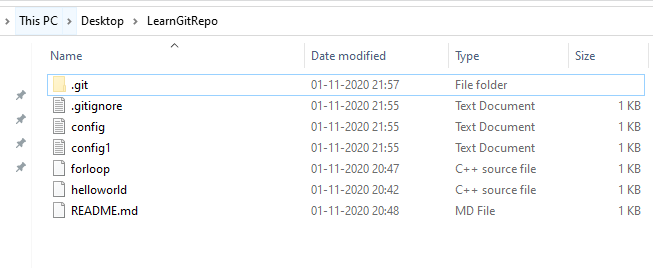 This PC > Desktop > LearnGitRepo
Name Date modified Type Size
.git 01-11-2020 21:57 File folder
.gitignore 01-11-2020 21:55 Text Document 1 KB
config 01-11-2020 21:55 Text Document 1 KB
config1 01-11-2020 21:55 Text Document 1 KB
forloop 01-11-2020 20:47 C++ source file 1 KB
helloworld 01-11-2020 20:42 C++ source file 1 KB
README.md 01-11-2020 20:48 MD File 1 KB